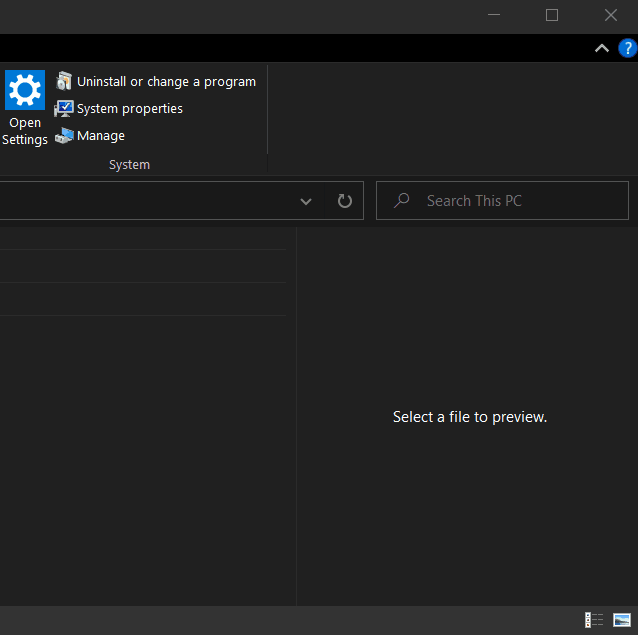 Uninstall or change a program
System properties
Manage
Open
Settings
System
Search This PC
Select a file to preview.
?